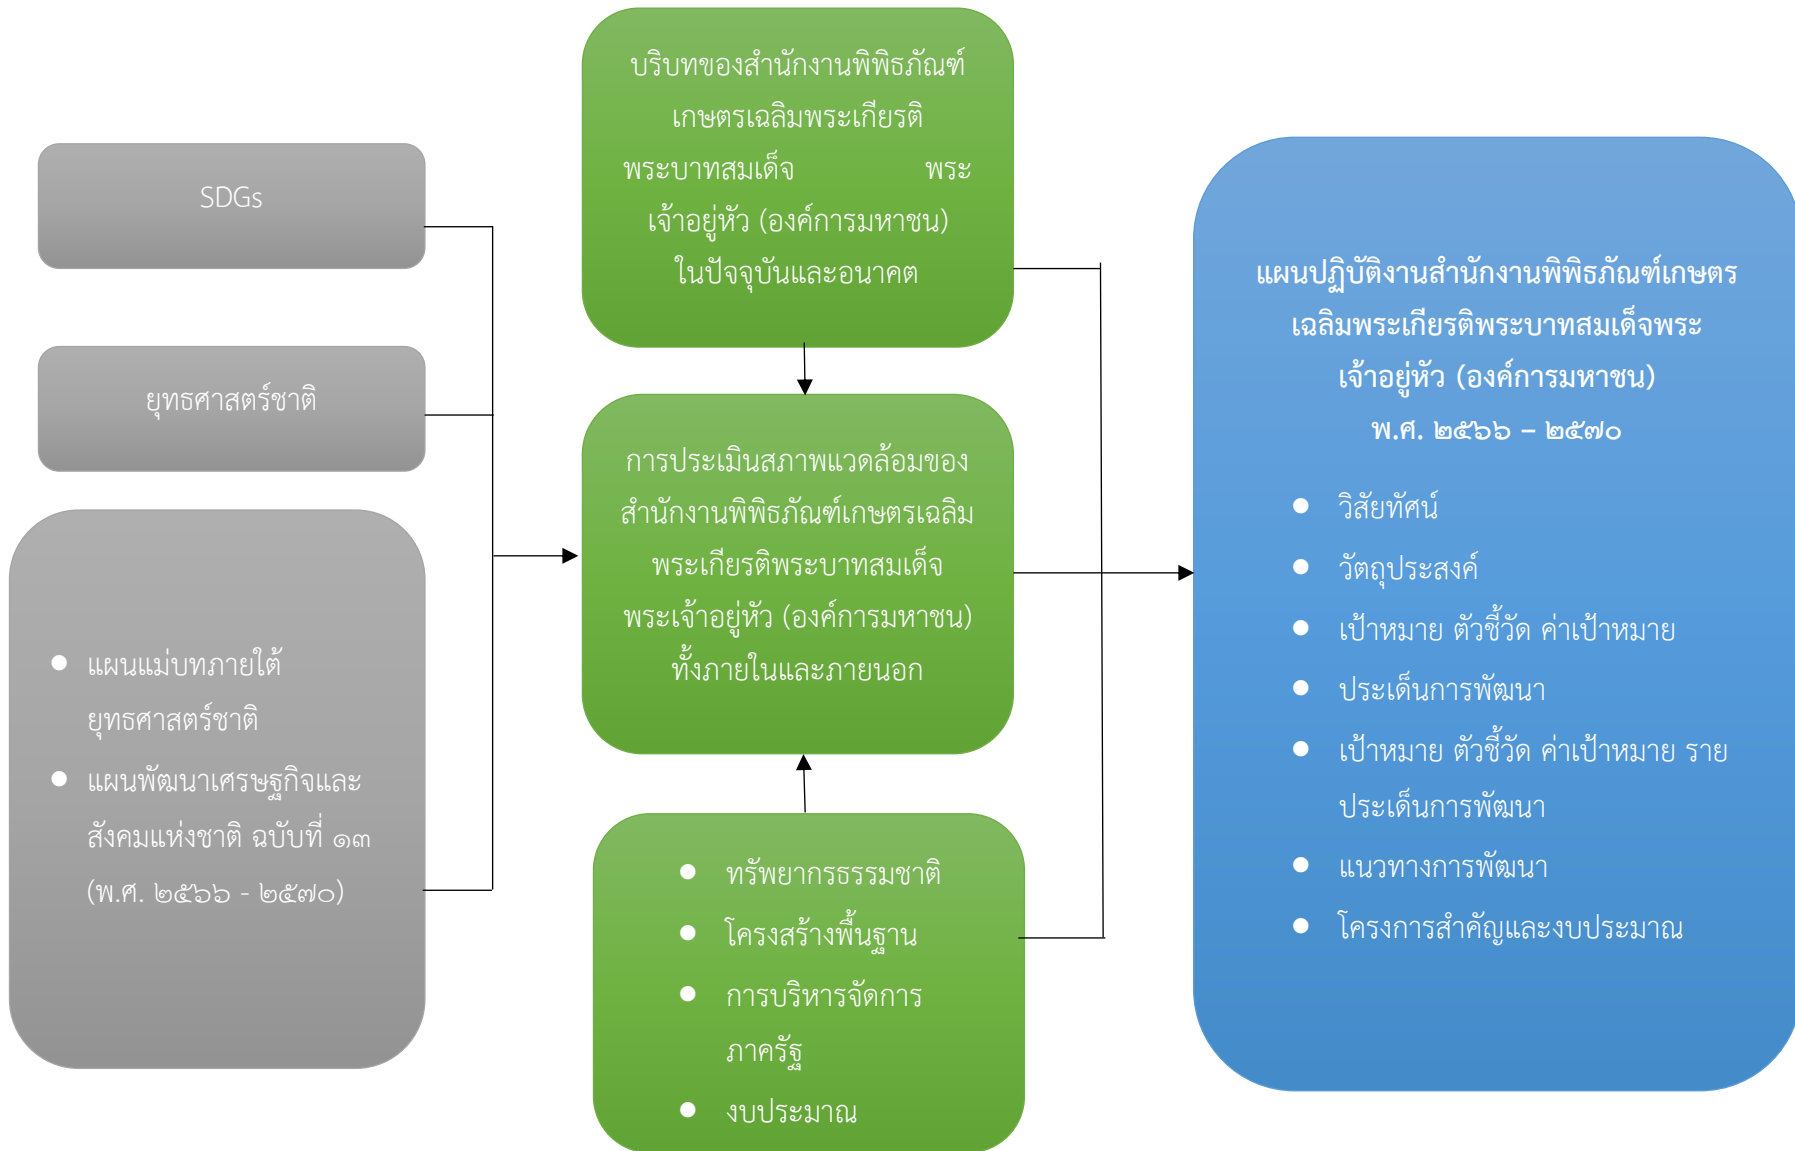 SDGs
ยุทธศาสตร์ชาติ
● แผนแม่บทภายใต้
ยุทธศาสตร์ชาติ
● แผนพัฒนาเศรษฐกิจและ
สังคมแห่งชาติ ฉบับที่ ๑๓
(พ.ศ. ๒๕๖๖ - ๒๕๗๐)
บริบทของสำนักงานพิพิธภัณฑ์
เกษตรเฉลิมพระเกียรติ
พระบาทสมเด็จ พระ
เจ้าอยู่หัว (องค์การมหาชน)
ในปัจจุบันและอนาคต
การประเมินสภาพแวดล้อมของ
สำนักงานพิพิธภัณฑ์เกษตรเฉลิม
พระเกียรติพระบาทสมเด็จ
พระเจ้าอยู่หัว (องค์การมหาชน)
ทั้งภายในและภายนอก
● ทรัพยากรธรรมชาติ
● โครงสร้างพื้นฐาน
● การบริหารจัดการ
ภาครัฐ
● งบประมาณ
แผนปฏิบัติงานสำนักงานพิพิธภัณฑ์เกษตร
เฉลิมพระเกียรติพระบาทสมเด็จพระ
เจ้าอยู่หัว (องค์การมหาชน)
พ.ศ. ๒๕๖๖ – ๒๕๗๐
● วิสัยทัศน์
● วัตถุประสงค์
● เป้าหมาย ตัวชี้วัด ค่าเป้าหมาย
● ประเด็นการพัฒนา
● เป้าหมาย ตัวชี้วัด ค่าเป้าหมาย ราย
ประเด็นการพัฒนา
● แนวทางการพัฒนา
● โครงการสำคัญและงบประมาณ